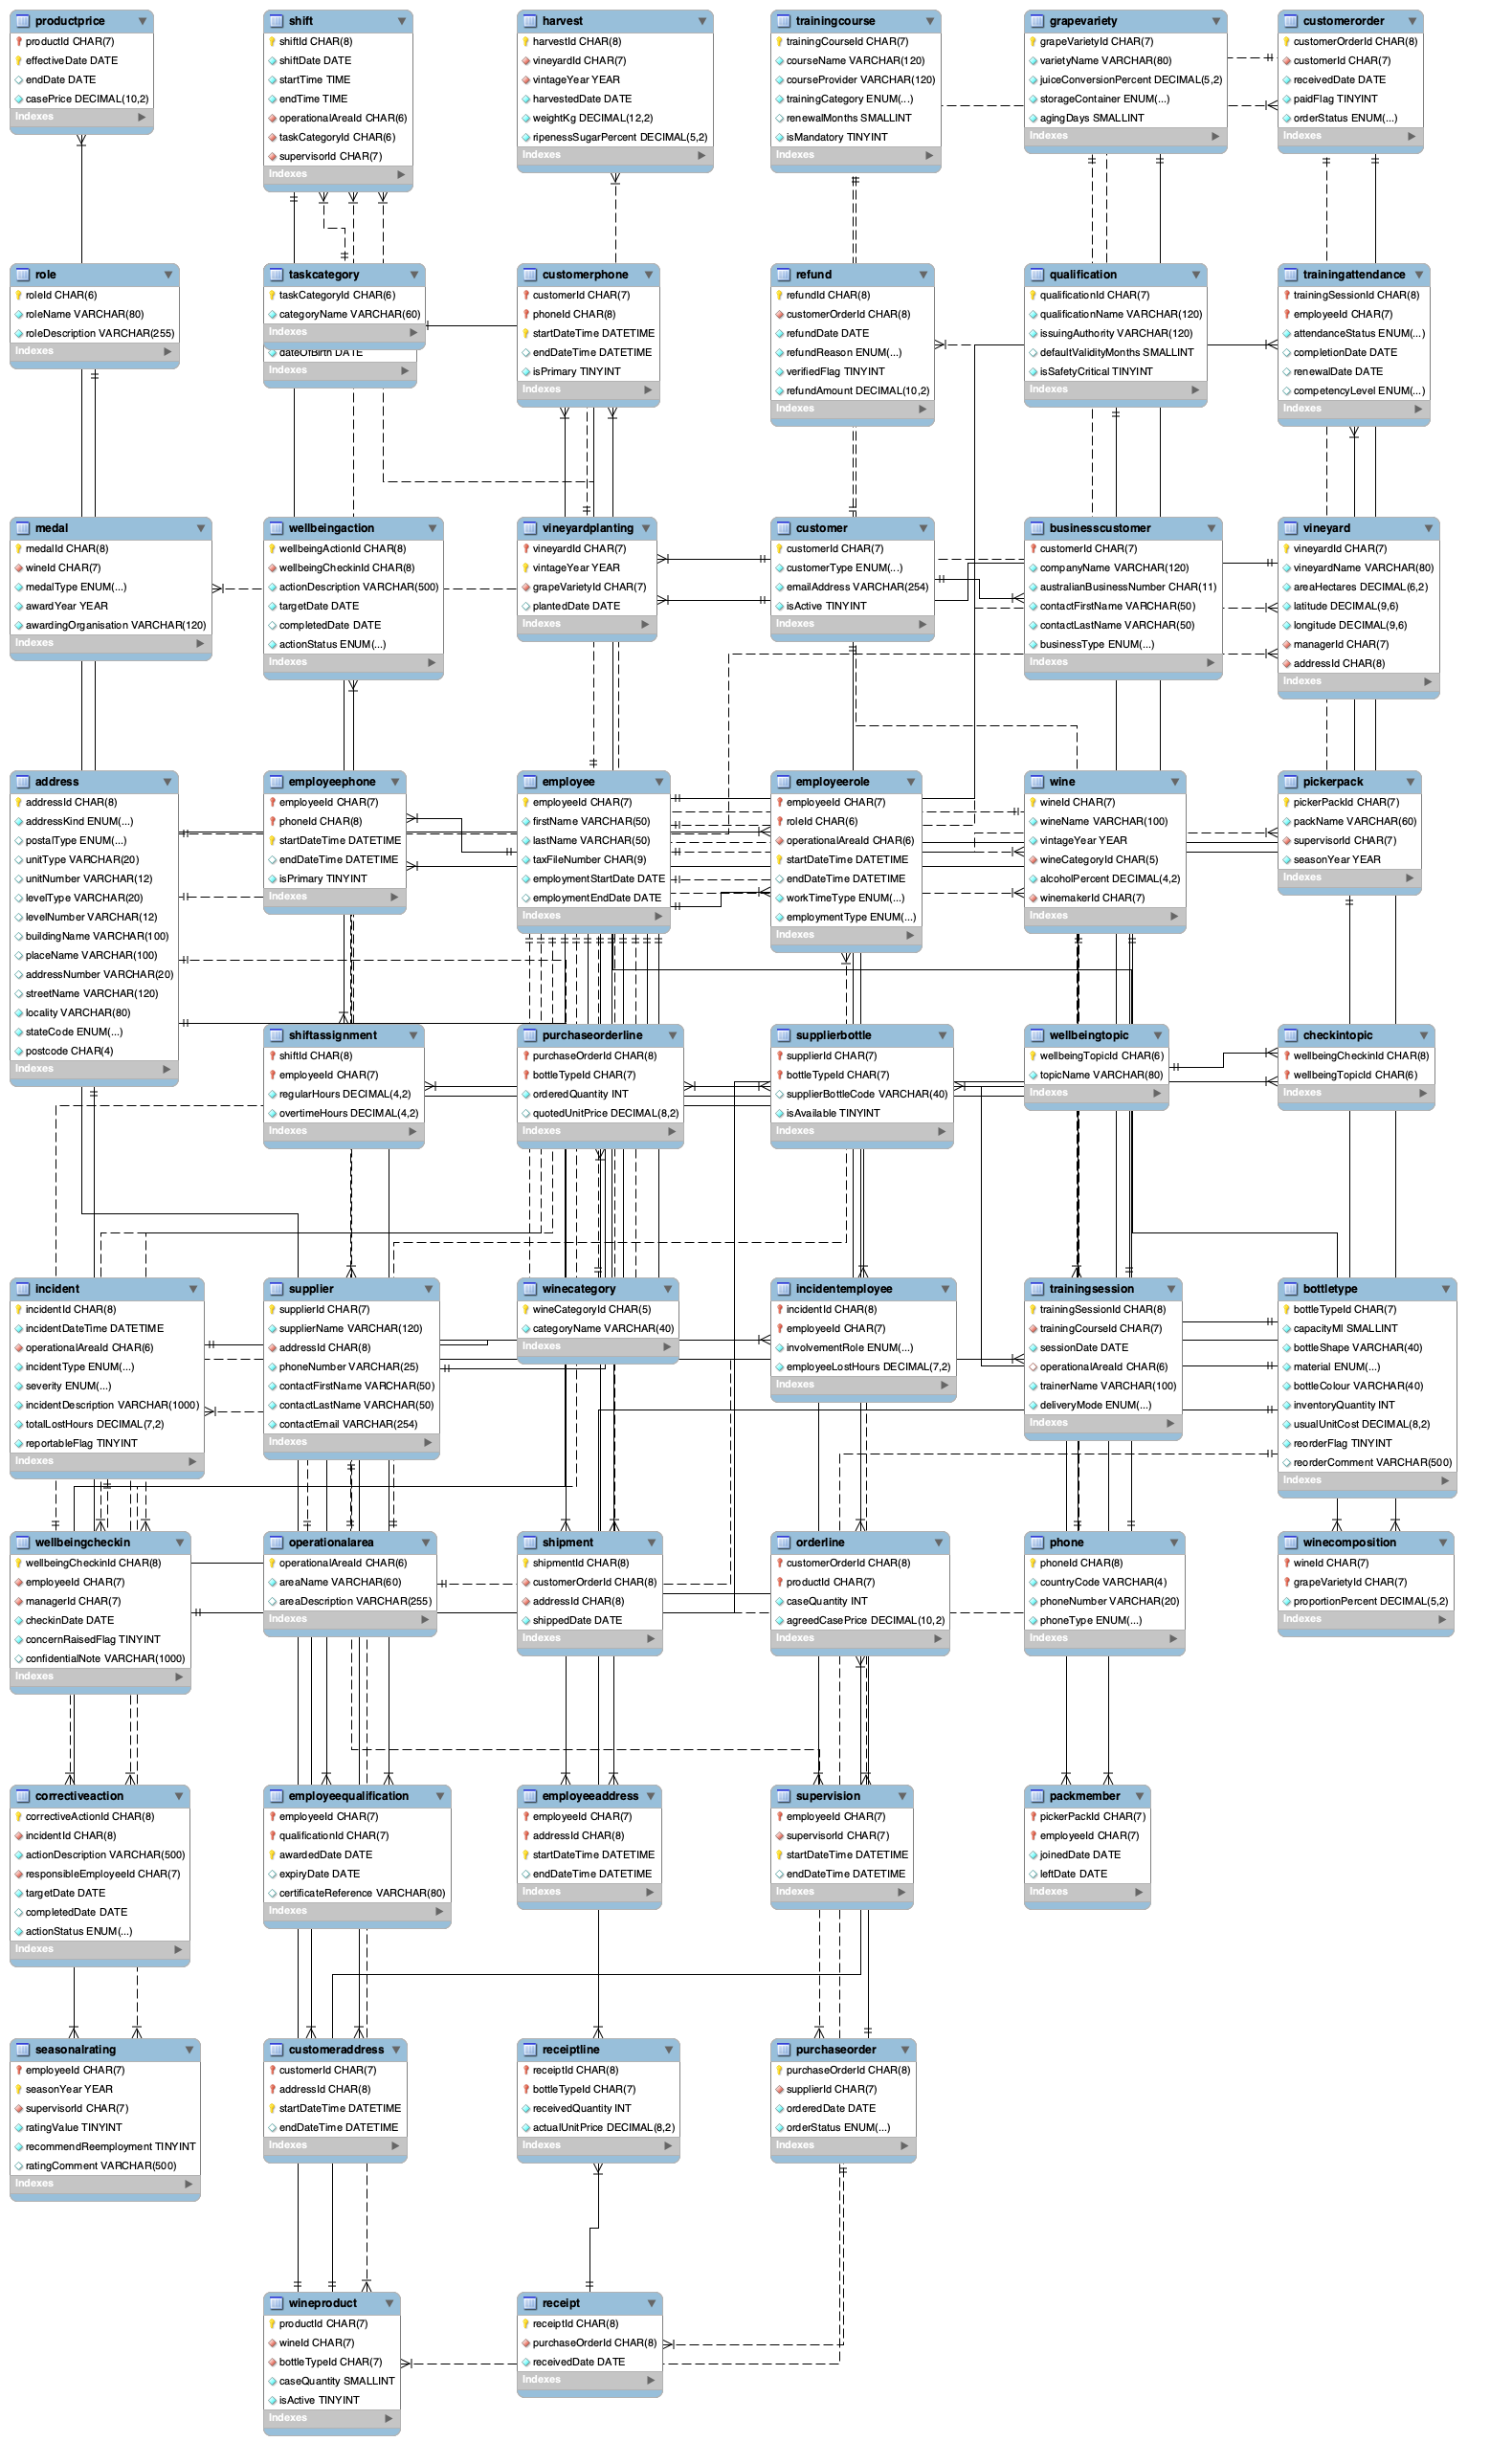 productprice
productId CHAR(7)
effectiveDate DATE
endDate DATE
casePrice DECIMAL(10,2)
Indexes
shift
shiftId CHAR(8)
shiftDate DATE
startTime TIME
endTime TIME
operationalAreaId CHAR(6)
taskCategoryId CHAR(6)
supervisorId CHAR(7)
Indexes
harvest
harvestId CHAR(8)
vineyardId CHAR(7)
vintageYear YEAR
harvestedDate DATE
weightKg DECIMAL(12,2)
ripenessSugarPercent DECIMAL(5,2)
Indexes
trainingcourse
trainingCourseId CHAR(7)
courseName VARCHAR(120)
courseProvider VARCHAR(120)
trainingCategory ENUM(...)
renewalMonths SMALLINT
isMandatory TINYINT
Indexes
grapevariety
grapeVarietyId CHAR(7)
varietyName VARCHAR(80)
juiceConversionPercent DECIMAL(5,2)
storageContainer ENUM(...)
agingDays SMALLINT
Indexes
customerorder
customerOrderId CHAR(8)
customerId CHAR(7)
receivedDate DATE
paidFlag TINYINT
orderStatus ENUM(...)
Indexes
role
roleId CHAR(6)
roleName VARCHAR(80)
roleDescription VARCHAR(255)
Indexes
taskcategory
taskCategoryId CHAR(6)
categoryName VARCHAR(60)
Indexes
dateOfBirth DATE
Indexes
customerphone
customerId CHAR(7)
phoneId CHAR(8)
startDateTime DATETIME
endDateTime DATETIME
isPrimary TINYINT
Indexes
refund
refundId CHAR(8)
customerOrderId CHAR(8)
refundDate DATE
refundReason ENUM(...)
verifiedFlag TINYINT
refundAmount DECIMAL(10,2)
Indexes
qualification
qualificationId CHAR(7)
qualificationName VARCHAR(120)
issuingAuthority VARCHAR(120)
defaultValidityMonths SMALLINT
isSafetyCritical TINYINT
Indexes
trainingattendance
trainingSessionId CHAR(8)
employeeId CHAR(7)
attendanceStatus ENUM(...)
completionDate DATE
renewalDate DATE
competencyLevel ENUM(...)
Indexes
medal
medalId CHAR(8)
wineId CHAR(7)
medalType ENUM(...)
awardYear YEAR
awardingOrganisation VARCHAR(120)
Indexes
wellbeingaction
wellbeingActionId CHAR(8)
wellbeingCheckinId CHAR(8)
actionDescription VARCHAR(500)
targetDate DATE
completedDate DATE
actionStatus ENUM(...)
Indexes
vineyardplanting
vineyardId CHAR(7)
vintageYear YEAR
grapeVarietyId CHAR(7)
plantedDate DATE
Indexes
customer
customerId CHAR(7)
customerType ENUM(...)
emailAddress VARCHAR(254)
isActive TINYINT
Indexes
businesscustomer
customerId CHAR(7)
companyName VARCHAR(120)
australianBusinessNumber CHAR(11)
contactFirstName VARCHAR(50)
contactLastName VARCHAR(50)
businessType ENUM(...)
Indexes
vineyard
vineyardId CHAR(7)
vineyardName VARCHAR(80)
areaHectares DECIMAL(6,2)
latitude DECIMAL(9,6)
longitude DECIMAL(9,6)
managerId CHAR(7)
addressId CHAR(8)
Indexes
address
addressId CHAR(8)
addressKind ENUM(...)
postalType ENUM(...)
unitType VARCHAR(20)
unitNumber VARCHAR(12)
levelType VARCHAR(20)
levelNumber VARCHAR(12)
buildingName VARCHAR(100)
placeName VARCHAR(100)
addressNumber VARCHAR(20)
streetName VARCHAR(120)
locality VARCHAR(80)
stateCode ENUM(...)
postcode CHAR(4)
Indexes
employeephone
employeeId CHAR(7)
phoneId CHAR(8)
startDateTime DATETIME
endDateTime DATETIME
isPrimary TINYINT
Indexes
employee
employeeId CHAR(7)
firstName VARCHAR(50)
lastName VARCHAR(50)
taxFileNumber CHAR(9)
employmentStartDate DATE
employmentEndDate DATE
Indexes
employeerole
employeeId CHAR(7)
roleId CHAR(6)
operationalAreaId CHAR(6)
startDateTime DATETIME
endDateTime DATETIME
workTimeType ENUM(...)
employmentType ENUM(...)
Indexes
wine
wineId CHAR(7)
wineName VARCHAR(100)
vintageYear YEAR
wineCategoryId CHAR(5)
alcoholPercent DECIMAL(4,2)
winemakerId CHAR(7)
Indexes
pickerpack
pickerPackId CHAR(7)
packName VARCHAR(60)
supervisorId CHAR(7)
seasonYear YEAR
Indexes
shiftassignment
shiftId CHAR(8)
employeeId CHAR(7)
regularHours DECIMAL(4,2)
overtimeHours DECIMAL(4,2)
Indexes
purchaseorderline
purchaseOrderId CHAR(8)
bottleTypeId CHAR(7)
orderedQuantity INT
quotedUnitPrice DECIMAL(8,2)
Indexes
supplierbottle
supplierId CHAR(7)
bottleTypeId CHAR(7)
supplierBottleCode VARCHAR(40)
isAvailable TINYINT
Indexes
wellbeingtopic
wellbeingTopicId CHAR(6)
topicName VARCHAR(80)
Indexes
checkintopic
wellbeingCheckinId CHAR(8)
wellbeingTopicId CHAR(6)
Indexes
incident
incidentId CHAR(8)
incidentDateTime DATETIME
operationalAreaId CHAR(6)
incidentType ENUM(...)
severity ENUM(...)
incidentDescription VARCHAR(1000)
totalLostHours DECIMAL(7,2)
reportableFlag TINYINT
Indexes
supplier
supplierId CHAR(7)
supplierName VARCHAR(120)
addressId CHAR(8)
phoneNumber VARCHAR(25)
contactFirstName VARCHAR(50)
contactLastName VARCHAR(50)
contactEmail VARCHAR(254)
Indexes
winecategory
wineCategoryId CHAR(5)
categoryName VARCHAR(40)
Indexes
incidentemployee
incidentId CHAR(8)
employeeId CHAR(7)
involvementRole ENUM(...)
employeeLostHours DECIMAL(7,2)
Indexes
trainingsession
trainingSessionId CHAR(8)
trainingCourseId CHAR(7)
sessionDate DATE
operationalAreaId CHAR(6)
trainerName VARCHAR(100)
deliveryMode ENUM(...)
Indexes
bottletype
bottleTypeId CHAR(7)
capacityMl SMALLINT
bottleShape VARCHAR(40)
material ENUM(...)
bottleColour VARCHAR(40)
inventoryQuantity INT
usualUnitCost DECIMAL(8,2)
reorderFlag TINYINT
reorderComment VARCHAR(500)
Indexes
wellbeingcheckin
wellbeingCheckinId CHAR(8)
employeeId CHAR(7)
managerId CHAR(7)
checkinDate DATE
concernRaisedFlag TINYINT
confidentialNote VARCHAR(1000)
Indexes
operationalarea
operationalAreaId CHAR(6)
areaName VARCHAR(60)
areaDescription VARCHAR(255)
Indexes
shipment
shipmentId CHAR(8)
customerOrderId CHAR(8)
addressId CHAR(8)
shippedDate DATE
Indexes
orderline
customerOrderId CHAR(8)
productId CHAR(7)
caseQuantity INT
agreedCasePrice DECIMAL(10,2)
Indexes
phone
phoneId CHAR(8)
countryCode VARCHAR(4)
phoneNumber VARCHAR(20)
phoneType ENUM(...)
Indexes
winecomposition
wineId CHAR(7)
grapeVarietyId CHAR(7)
proportionPercent DECIMAL(5,2)
Indexes
correctiveaction
correctiveActionId CHAR(8)
incidentId CHAR(8)
actionDescription VARCHAR(500)
responsibleEmployeeId CHAR(7)
targetDate DATE
completedDate DATE
actionStatus ENUM(...)
Indexes
employeequalification
employeeId CHAR(7)
qualificationId CHAR(7)
awardedDate DATE
expiryDate DATE
certificateReference VARCHAR(80)
Indexes
employeeaddress
employeeId CHAR(7)
addressId CHAR(8)
startDateTime DATETIME
endDateTime DATETIME
Indexes
supervision
employeeId CHAR(7)
supervisorId CHAR(7)
startDateTime DATETIME
endDateTime DATETIME
Indexes
packmember
pickerPackId CHAR(7)
employeeId CHAR(7)
joinedDate DATE
leftDate DATE
Indexes
seasonalrating
employeeId CHAR(7)
seasonYear YEAR
supervisorId CHAR(7)
ratingValue TINYINT
recommendReemployment TINYINT
ratingComment VARCHAR(500)
Indexes
customeraddress
customerId CHAR(7)
addressId CHAR(8)
startDateTime DATETIME
endDateTime DATETIME
Indexes
receiptline
receiptId CHAR(8)
bottleTypeId CHAR(7)
receivedQuantity INT
actualUnitPrice DECIMAL(8,2)
Indexes
purchaseorder
purchaseOrderId CHAR(8)
supplierId CHAR(7)
orderedDate DATE
orderStatus ENUM(...)
Indexes
wineproduct
productId CHAR(7)
wineId CHAR(7)
bottleTypeId CHAR(7)
caseQuantity SMALLINT
isActive TINYINT
Indexes
receipt
receiptId CHAR(8)
purchaseOrderId CHAR(8)
receivedDate DATE
Indexes